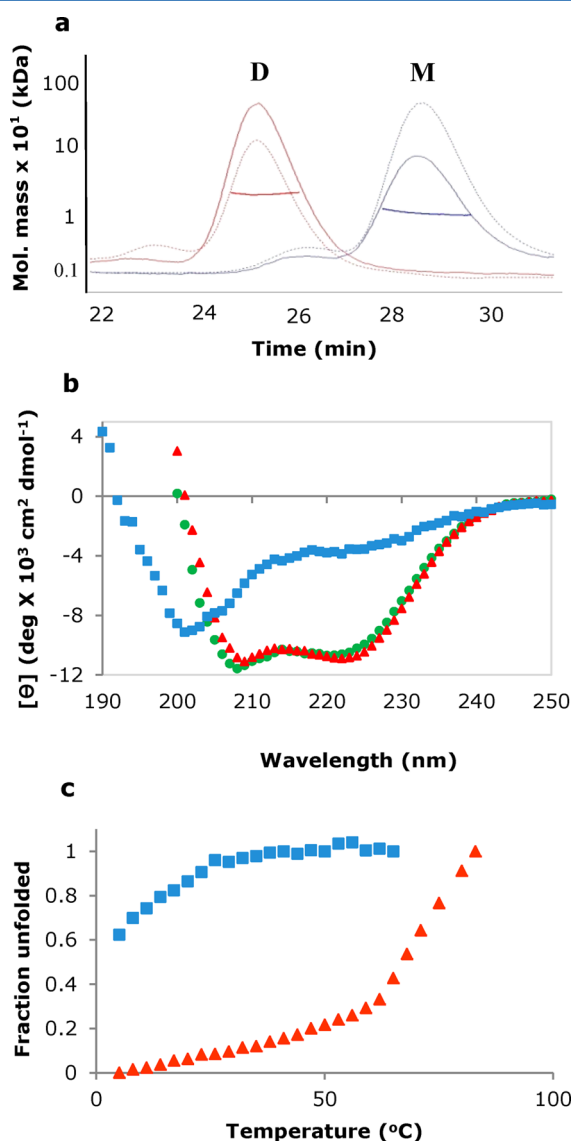 a
D M
Mol. mass x 10¹ (kDa)
100
10
1
0.1
22 24 26 28 30
Time (min)
b
[Θ] (deg X 10³ cm² dmol⁻¹)
4
0
-4
-8
-12
190 200 210 220 230 240 250
Wavelength (nm)
c
Fraction unfolded
1
0.8
0.6
0.4
0.2
0
0 50 100
Temperature (ºC)